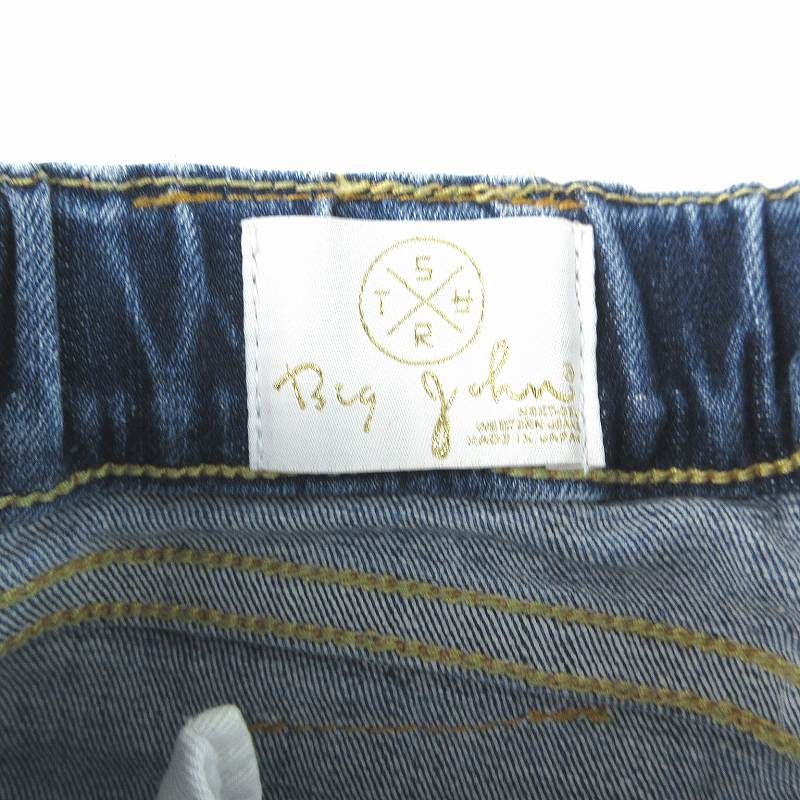 S
T H
R
Big John®
WESTERN JEANS
MADE IN JAPAN